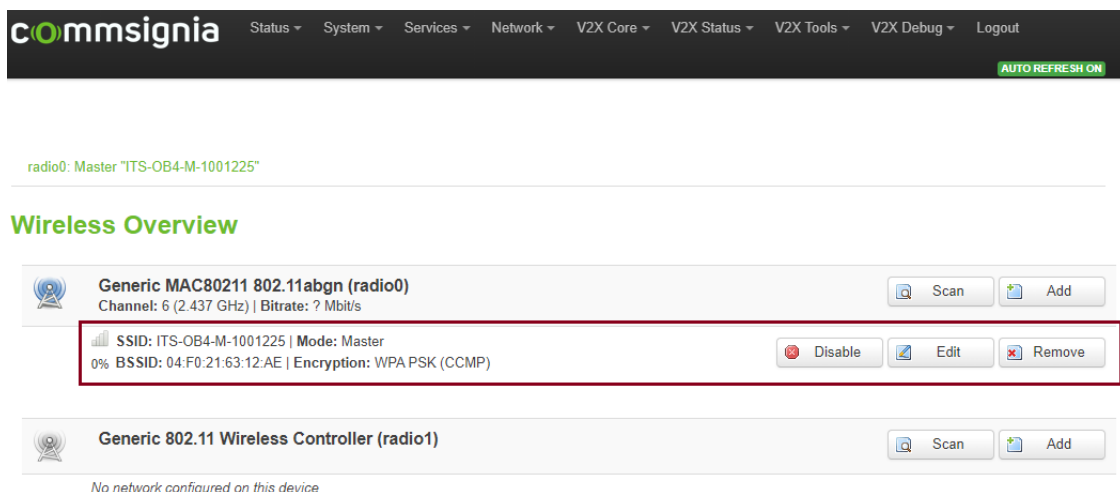 commsignia Status System Services Network V2X Core V2X Status V2X Tools V2X Debug Logout
AUTO REFRESH ON
radio0: Master "ITS-OB4-M-1001225"
Wireless Overview
Generic MAC80211 802.11abgn (radio0)
Channel: 6 (2.437 GHz) | Bitrate: ? Mbit/s
Scan Add
SSID: ITS-OB4-M-1001225 | Mode: Master
0% BSSID: 04:F0:21:63:12:AE | Encryption: WPA PSK (CCMP)
Disable Edit Remove
Generic 802.11 Wireless Controller (radio1)
Scan Add
No network configured on this device